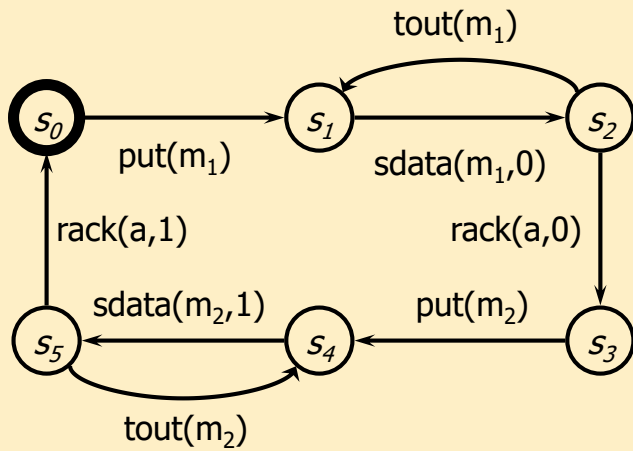 tout(m₁)
s₀
s₁
s₂
put(m₁)
sdata(m₁,0)
rack(a,1)
rack(a,0)
sdata(m₂,1)
put(m₂)
s₅
s₄
s₃
tout(m₂)